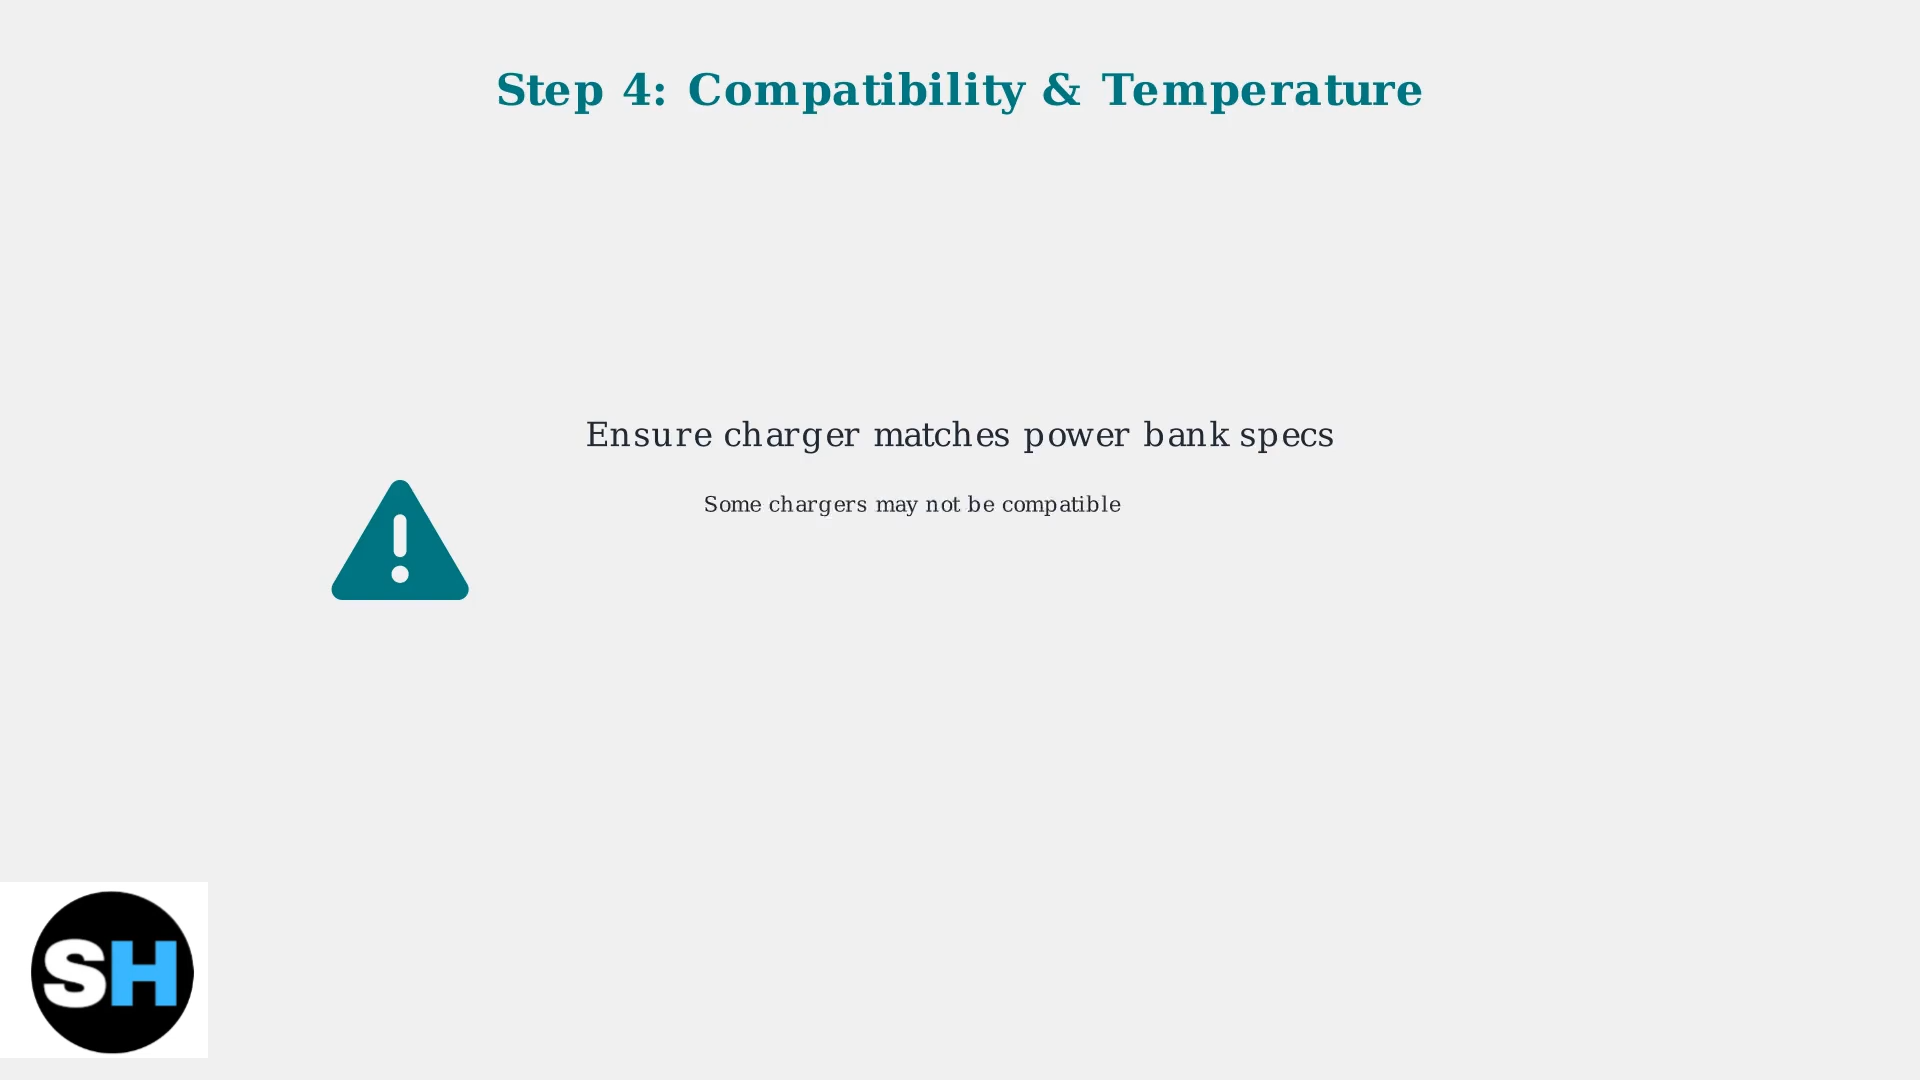 Step 4: Compatibility & Temperature
Ensure charger matches power bank specs
Some chargers may not be compatible
SH